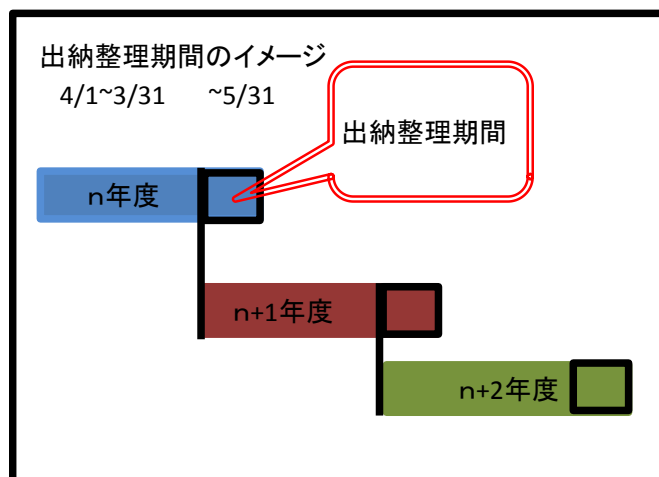 出納整理期間のイメージ
4/1~3/31 ~5/31
出納整理期間
n年度
n+1年度
n+2年度